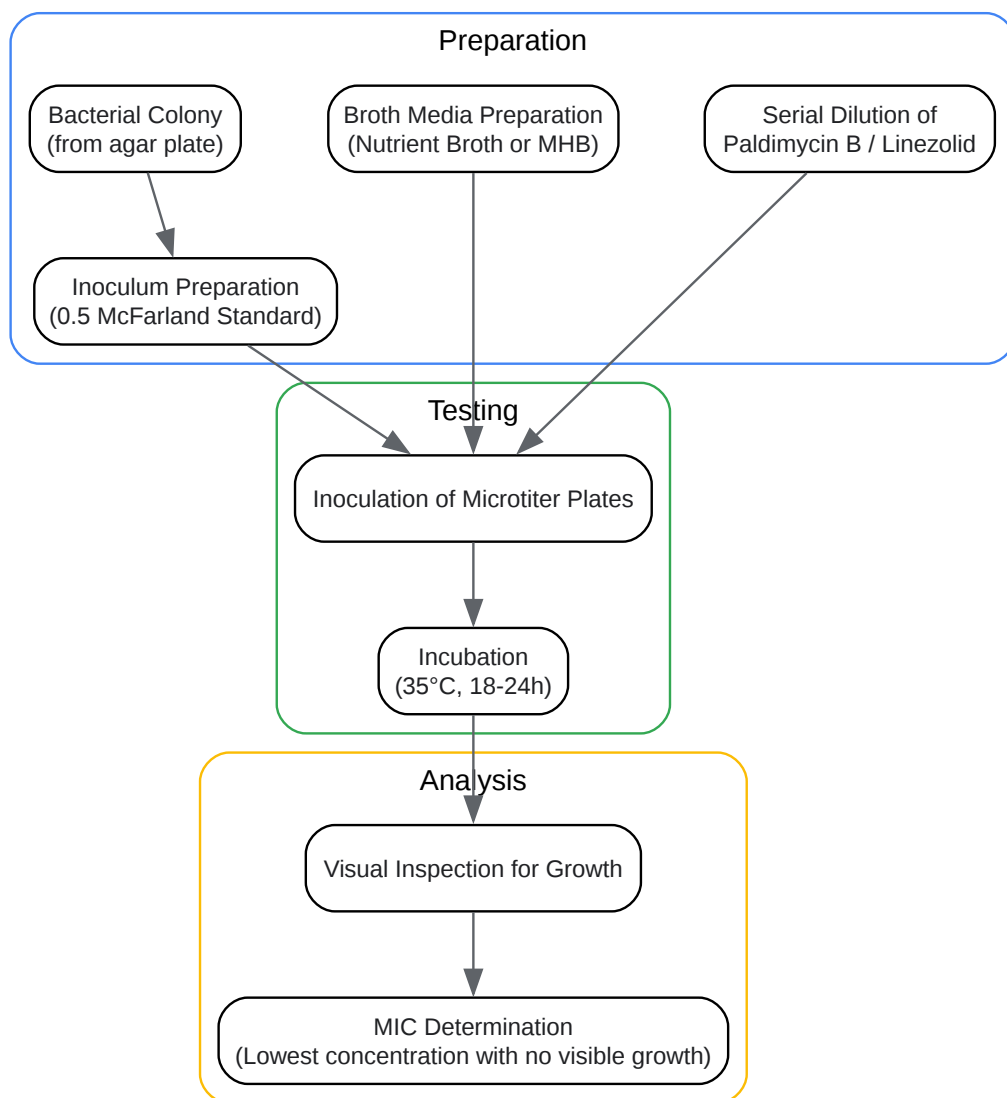 Preparation
Bacterial Colony
(from agar plate)
Broth Media Preparation
(Nutrient Broth or MHB)
Serial Dilution of
Paldimycin B / Linezolid
Inoculum Preparation
(0.5 McFarland Standard)
Testing
Inoculation of Microtiter Plates
Incubation
(35°C, 18-24h)
Analysis
Visual Inspection for Growth
MIC Determination
(Lowest concentration with no visible growth)